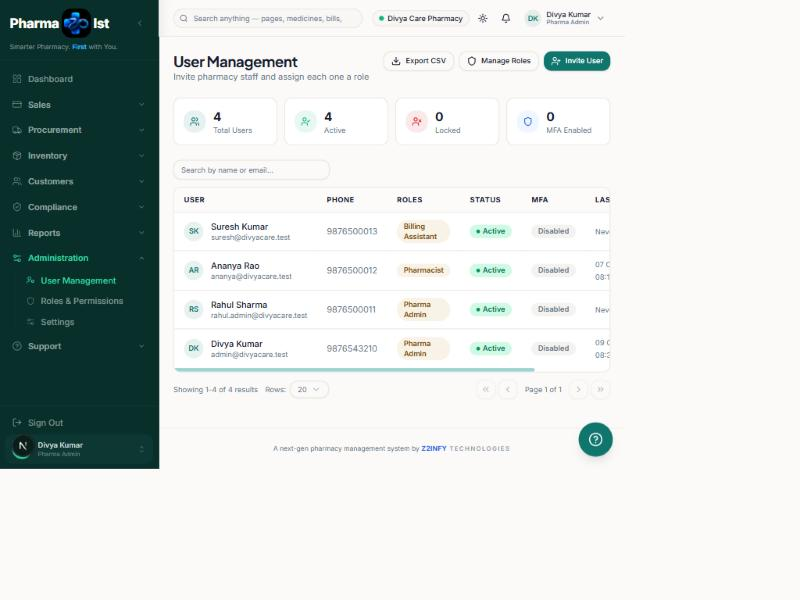 Pharma 1st
Smarter Pharmacy. First with You.
Dashboard
Sales
Procurement
Inventory
Customers
Compliance
Reports
Administration
User Management
Roles & Permissions
Settings
Support
Sign Out
Divya Kumar
Pharma Admin
Search anything — pages, medicines, bills,
Divya Care Pharmacy
DK
Divya Kumar
Pharma Admin
User Management
Invite pharmacy staff and assign each one a role
Export CSV
Manage Roles
Invite User
4
Total Users
4
Active
0
Locked
0
MFA Enabled
Search by name or email...
USER PHONE ROLES STATUS MFA LAS
SK Suresh Kumar suresh@divyacare.test 9876500013 Billing Assistant Active Disabled Nev
AR Ananya Rao ananya@divyacare.test 9876500012 Pharmacist Active Disabled 07 O
RS Rahul Sharma rahul.admin@divyacare.test 9876500011 Pharma Admin Active Disabled Nev
DK Divya Kumar admin@divyacare.test 9876543210 Pharma Admin Active Disabled 09 O
Showing 1-4 of 4 results Rows: 20 Page 1 of 1
A next-gen pharmacy management system by Z2INFY TECHNOLOGIES